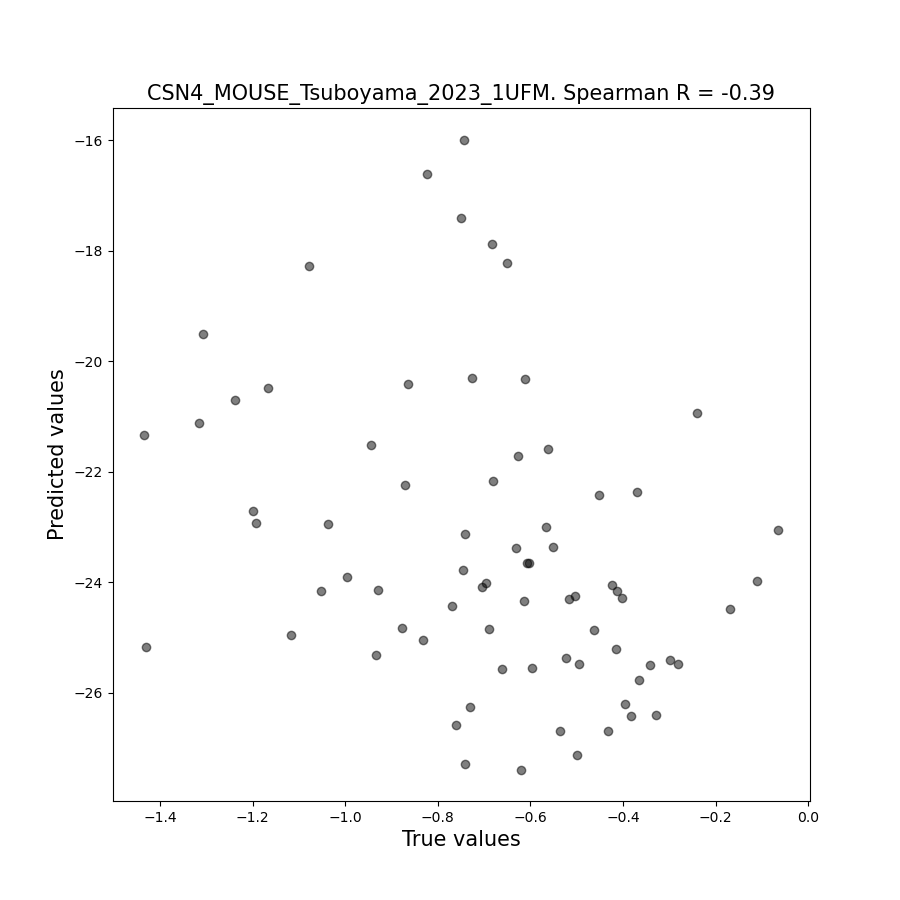 CSN4_MOUSE_Tsuboyama_2023_1UFM. Spearman R = -0.39
−16
−18
−20
−22
−24
−26
Predicted values
−1.4 −1.2 −1.0 −0.8 −0.6 −0.4 −0.2 0.0
True values